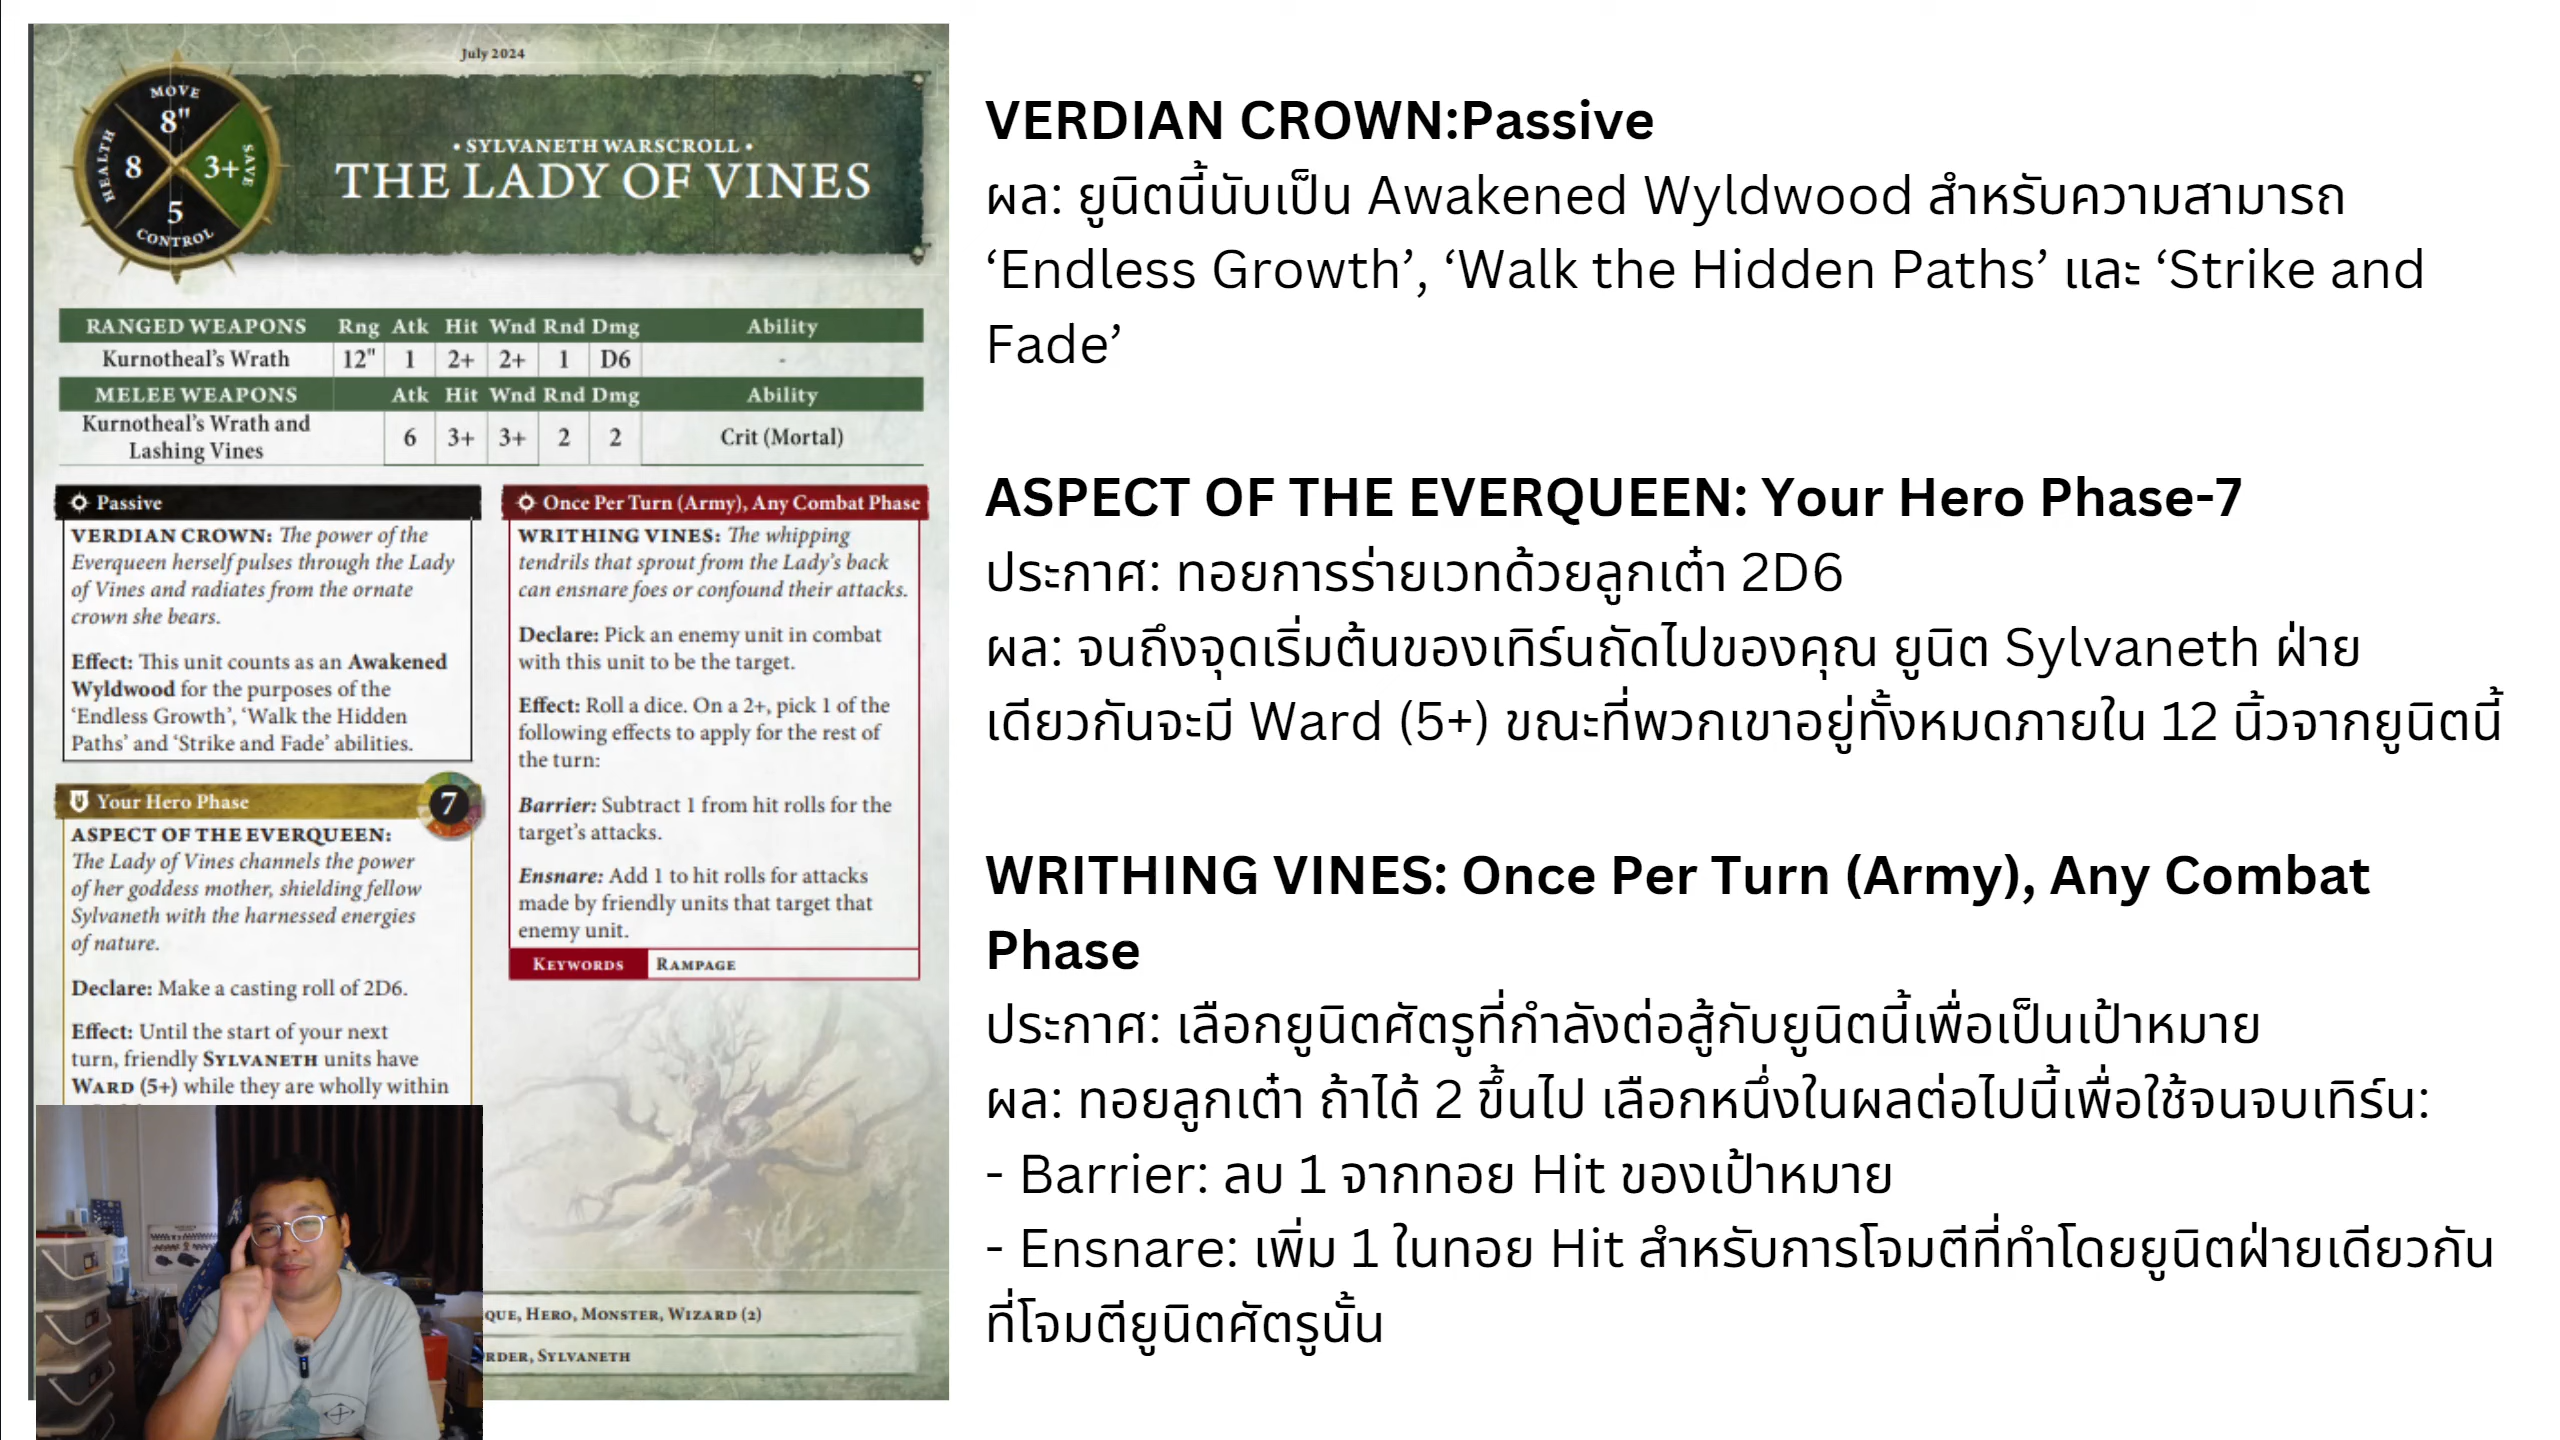 July 2024
MOVE
8"
HEALTH
8
3+
SAVE
5
CONTROL
• SYLVANETH WARSCROLL •
THE LADY OF VINES
RANGED WEAPONS Rng Atk Hit Wnd Rnd Dmg Ability
Kurnotheal's Wrath 12" 1 2+ 2+ 1 D6 -
MELEE WEAPONS Atk Hit Wnd Rnd Dmg Ability
Kurnotheal's Wrath and
Lashing Vines 6 3+ 3+ 2 2 Crit (Mortal)
Passive
VERDIAN CROWN: The power of the
Everqueen herself pulses through the Lady
of Vines and radiates from the ornate
crown she bears.
Effect: This unit counts as an Awakened
Wyldwood for the purposes of the
‘Endless Growth’, ‘Walk the Hidden
Paths’ and ‘Strike and Fade’ abilities.
Your Hero Phase
7
ASPECT OF THE EVERQUEEN:
The Lady of Vines channels the power
of her goddess mother, shielding fellow
Sylvaneth with the harnessed energies
of nature.
Declare: Make a casting roll of 2D6.
Effect: Until the start of your next
turn, friendly SYLVANETH units have
WARD (5+) while they are wholly within
Once Per Turn (Army), Any Combat Phase
WRITHING VINES: The whipping
tendrils that sprout from the Lady's back
can ensnare foes or confound their attacks.
Declare: Pick an enemy unit in combat
with this unit to be the target.
Effect: Roll a dice. On a 2+, pick 1 of the
following effects to apply for the rest of
the turn:
Barrier: Subtract 1 from hit rolls for the
target's attacks.
Ensnare: Add 1 to hit rolls for attacks
made by friendly units that target that
enemy unit.
KEYWORDS RAMPAGE
QUE, HERO, MONSTER, WIZARD (2)
RDER, SYLVANETH
VERDIAN CROWN:Passive
ผล: ยูนิตนี้นับเป็น Awakened Wyldwood สำหรับความสามารถ
‘Endless Growth’, ‘Walk the Hidden Paths’ และ ‘Strike and
Fade’
ASPECT OF THE EVERQUEEN: Your Hero Phase-7
ประกาศ: ทอยการร่ายเวทด้วยลูกเต๋า 2D6
ผล: จนถึงจุดเริ่มต้นของเทิร์นถัดไปของคุณ ยูนิต Sylvaneth ฝ่าย
เดียวกันจะมี Ward (5+) ขณะที่พวกเขาอยู่ทั้งหมดภายใน 12 นิ้วจากยูนิตนี้
WRITHING VINES: Once Per Turn (Army), Any Combat
Phase
ประกาศ: เลือกยูนิตศัตรูที่กำลังต่อสู้กับยูนิตนี้เพื่อเป็นเป้าหมาย
ผล: ทอยลูกเต๋า ถ้าได้ 2 ขึ้นไป เลือกหนึ่งในผลต่อไปนี้เพื่อใช้จนจบเทิร์น:
- Barrier: ลบ 1 จากทอย Hit ของเป้าหมาย
- Ensnare: เพิ่ม 1 ในทอย Hit สำหรับการโจมตีที่ทำโดยยูนิตฝ่ายเดียวกัน
ที่โจมตียูนิตศัตรูนั้น